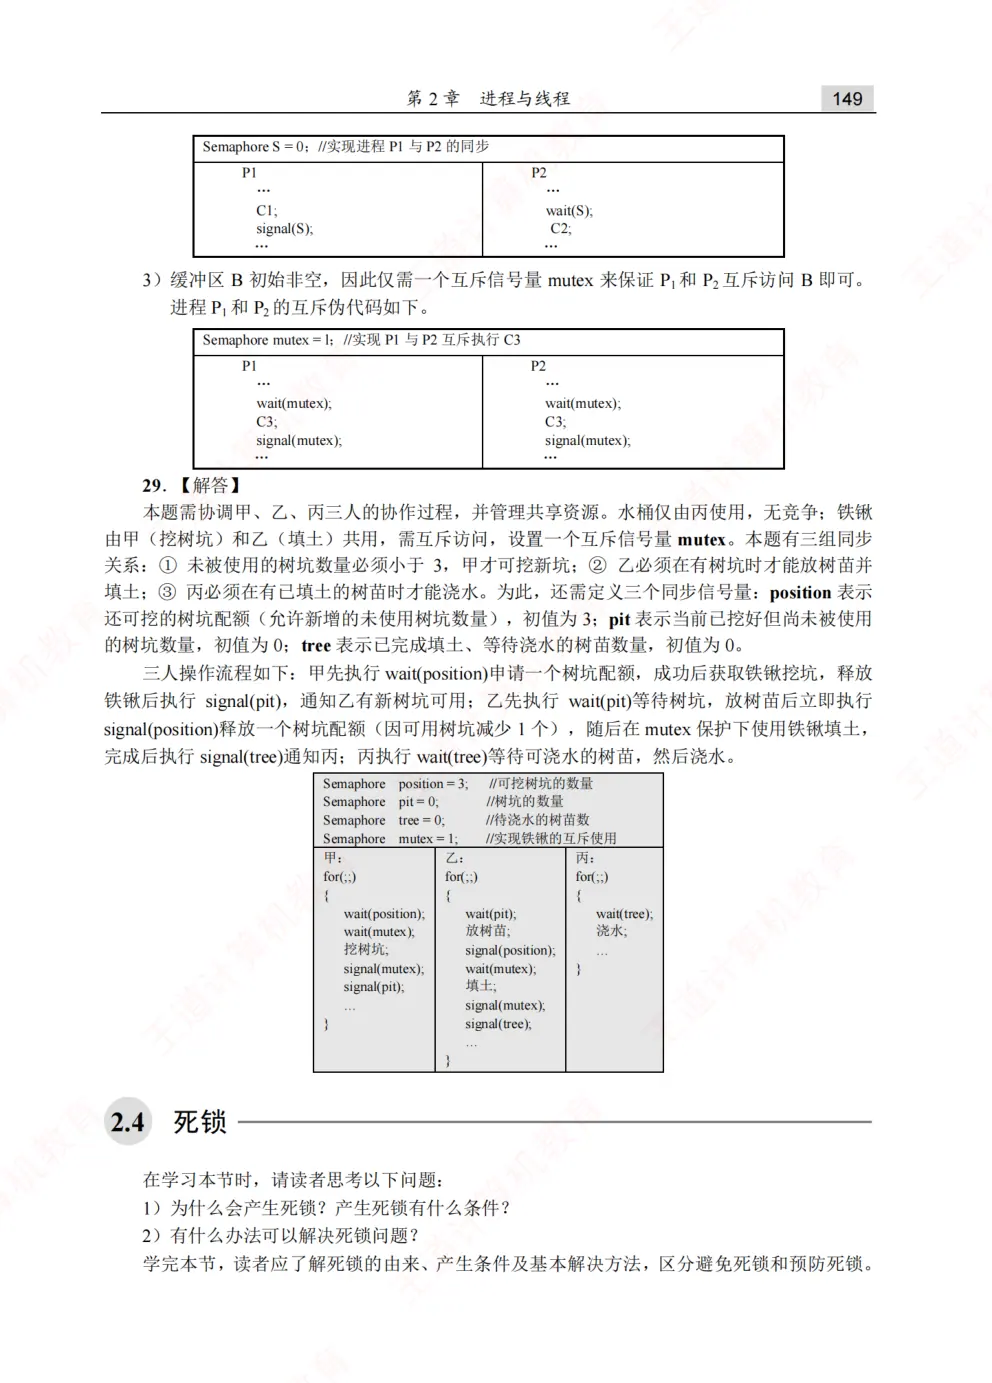 第 2 章　进程与线程　149
Semaphore S = 0; //实现进程 P1 与 P2 的同步
P1
…
C1;
signal(S);
…
P2
…
wait(S);
C2;
…
3）缓冲区 B 初始非空，因此仅需一个互斥信号量 mutex 来保证 P1和 P2互斥访问 B 即可。
进程 P1和 P2的互斥伪代码如下。
Semaphore mutex = l; //实现 P1 与 P2 互斥执行 C3
P1
…
wait(mutex);
C3;
signal(mutex);
…
P2
…
wait(mutex);
C3;
signal(mutex);
…
29．【解答】
本题需协调甲、乙、丙三人的协作过程，并管理共享资源。水桶仅由丙使用，无竞争；铁锹
由甲（挖树坑）和乙（填土）共用，需互斥访问，设置一个互斥信号量 mutex。本题有三组同步
关系：① 未被使用的树坑数量必须小于 3，甲才可挖新坑；② 乙必须在有树坑时才能放树苗并
填土；③ 丙必须在有已填土的树苗时才能浇水。为此，还需定义三个同步信号量：position 表示
还可挖的树坑配额（允许新增的未使用树坑数量），初值为 3；pit 表示当前已挖好但尚未被使用
的树坑数量，初值为 0；tree 表示已完成填土、等待浇水的树苗数量，初值为 0。
三人操作流程如下：甲先执行 wait(position)申请一个树坑配额，成功后获取铁锹挖坑，释放
铁锹后执行 signal(pit)，通知乙有新树坑可用；乙先执行 wait(pit)等待树坑，放树苗后立即执行
signal(position)释放一个树坑配额（因可用树坑减少 1 个），随后在 mutex 保护下使用铁锹填土，
完成后执行 signal(tree)通知丙；丙执行 wait(tree)等待可浇水的树苗，然后浇水。
Semaphore position = 3; //可挖树坑的数量
Semaphore pit = 0; //树坑的数量
Semaphore tree = 0; //待浇水的树苗数
Semaphore mutex = 1; //实现铁锹的互斥使用
甲：
for(;;)
{
wait(position);
wait(mutex);
挖树坑;
signal(mutex);
signal(pit);
…
}
乙：
for(;;)
{
wait(pit);
放树苗;
signal(position);
wait(mutex);
填土;
signal(mutex);
signal(tree);
…
}
丙：
for(;;)
{
wait(tree);
浇水;
…
}
2.4 死锁
在学习本节时，请读者思考以下问题：
1）为什么会产生死锁？产生死锁有什么条件？
2）有什么办法可以解决死锁问题？
学完本节，读者应了解死锁的由来、产生条件及基本解决方法，区分避免死锁和预防死锁。
王道计算机教育